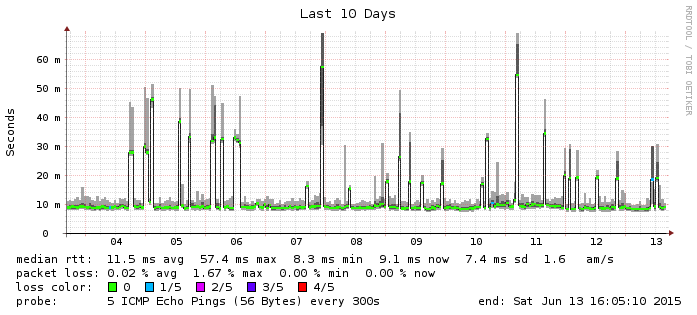 Last 10 Days
RRDTOOL / TOBI OETIKER
Seconds
60 m
50 m
40 m
30 m
20 m
10 m
0
04 05 06 07 08 09 10 11 12 13
median rtt: 11.5 ms avg 57.4 ms max 8.3 ms min 9.1 ms now 7.4 ms sd 1.6 am/s
packet loss: 0.02 % avg 1.67 % max 0.00 % min 0.00 % now
loss color: 0 1/5 2/5 3/5 4/5
probe: 5 ICMP Echo Pings (56 Bytes) every 300s end: Sat Jun 13 16:05:10 2015